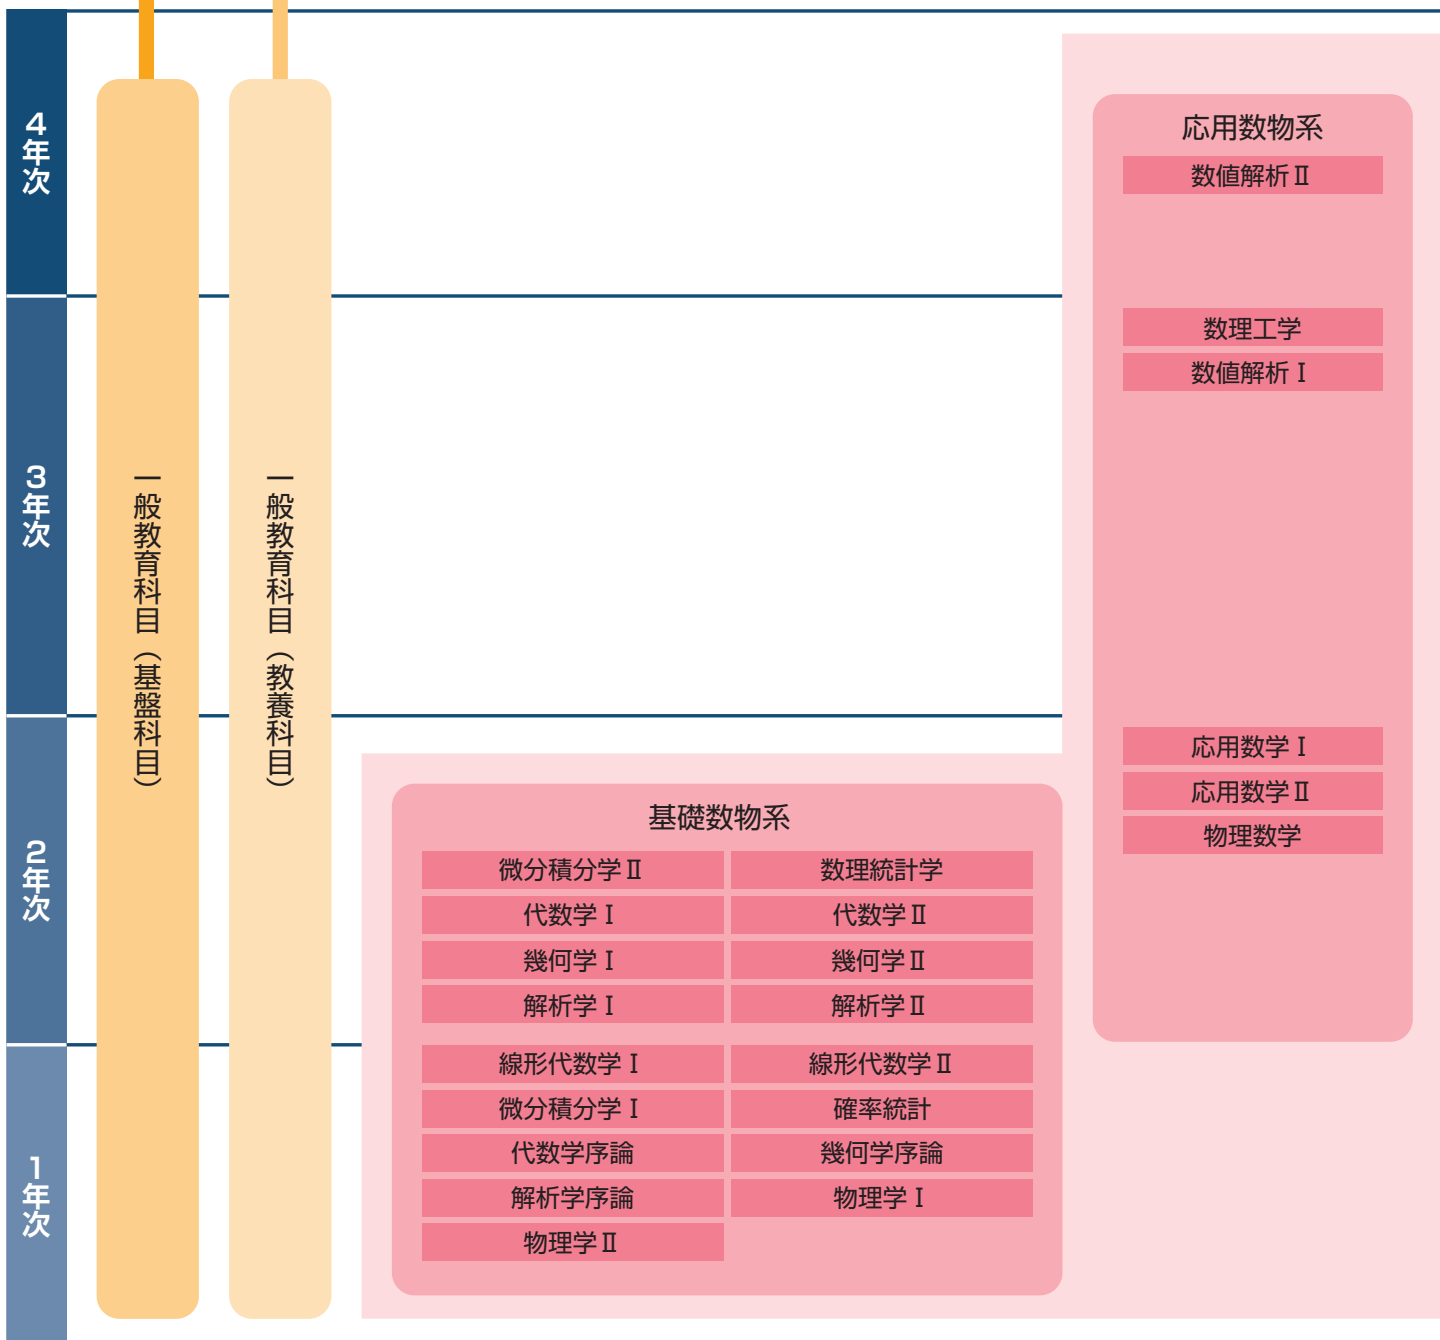 4年次
3年次
2年次
1年次
一般教育科目（基盤科目）
一般教育科目（教養科目）
基礎数物系
微分積分学Ⅱ
数理統計学
代数学Ⅰ
代数学Ⅱ
幾何学Ⅰ
幾何学Ⅱ
解析学Ⅰ
解析学Ⅱ
線形代数学Ⅰ
線形代数学Ⅱ
微分積分学Ⅰ
確率統計
代数学序論
幾何学序論
解析学序論
物理学Ⅰ
物理学Ⅱ
応用数物系
数値解析Ⅱ
数理工学
数値解析Ⅰ
応用数学Ⅰ
応用数学Ⅱ
物理数学